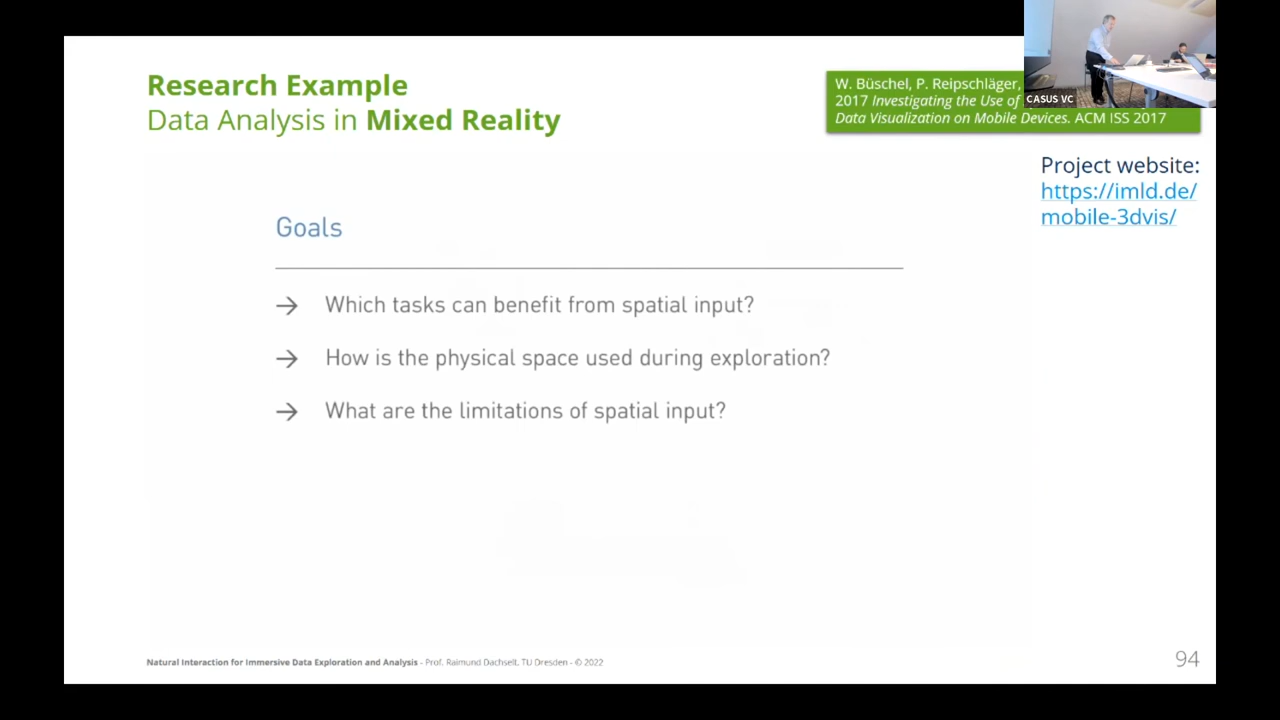 Research Example
Data Analysis in Mixed Reality
W. Büschel, P. Reipschläger,
2017 Investigating the Use of
Data Visualization on Mobile Devices. ACM ISS 2017
CASUS VC
Project website:
https://imld.de/
mobile-3dvis/
Goals
→ Which tasks can benefit from spatial input?
→ How is the physical space used during exploration?
→ What are the limitations of spatial input?
Natural Interaction for Immersive Data Exploration and Analysis - Prof. Raimund Dachselt, TU Dresden - © 2022
94